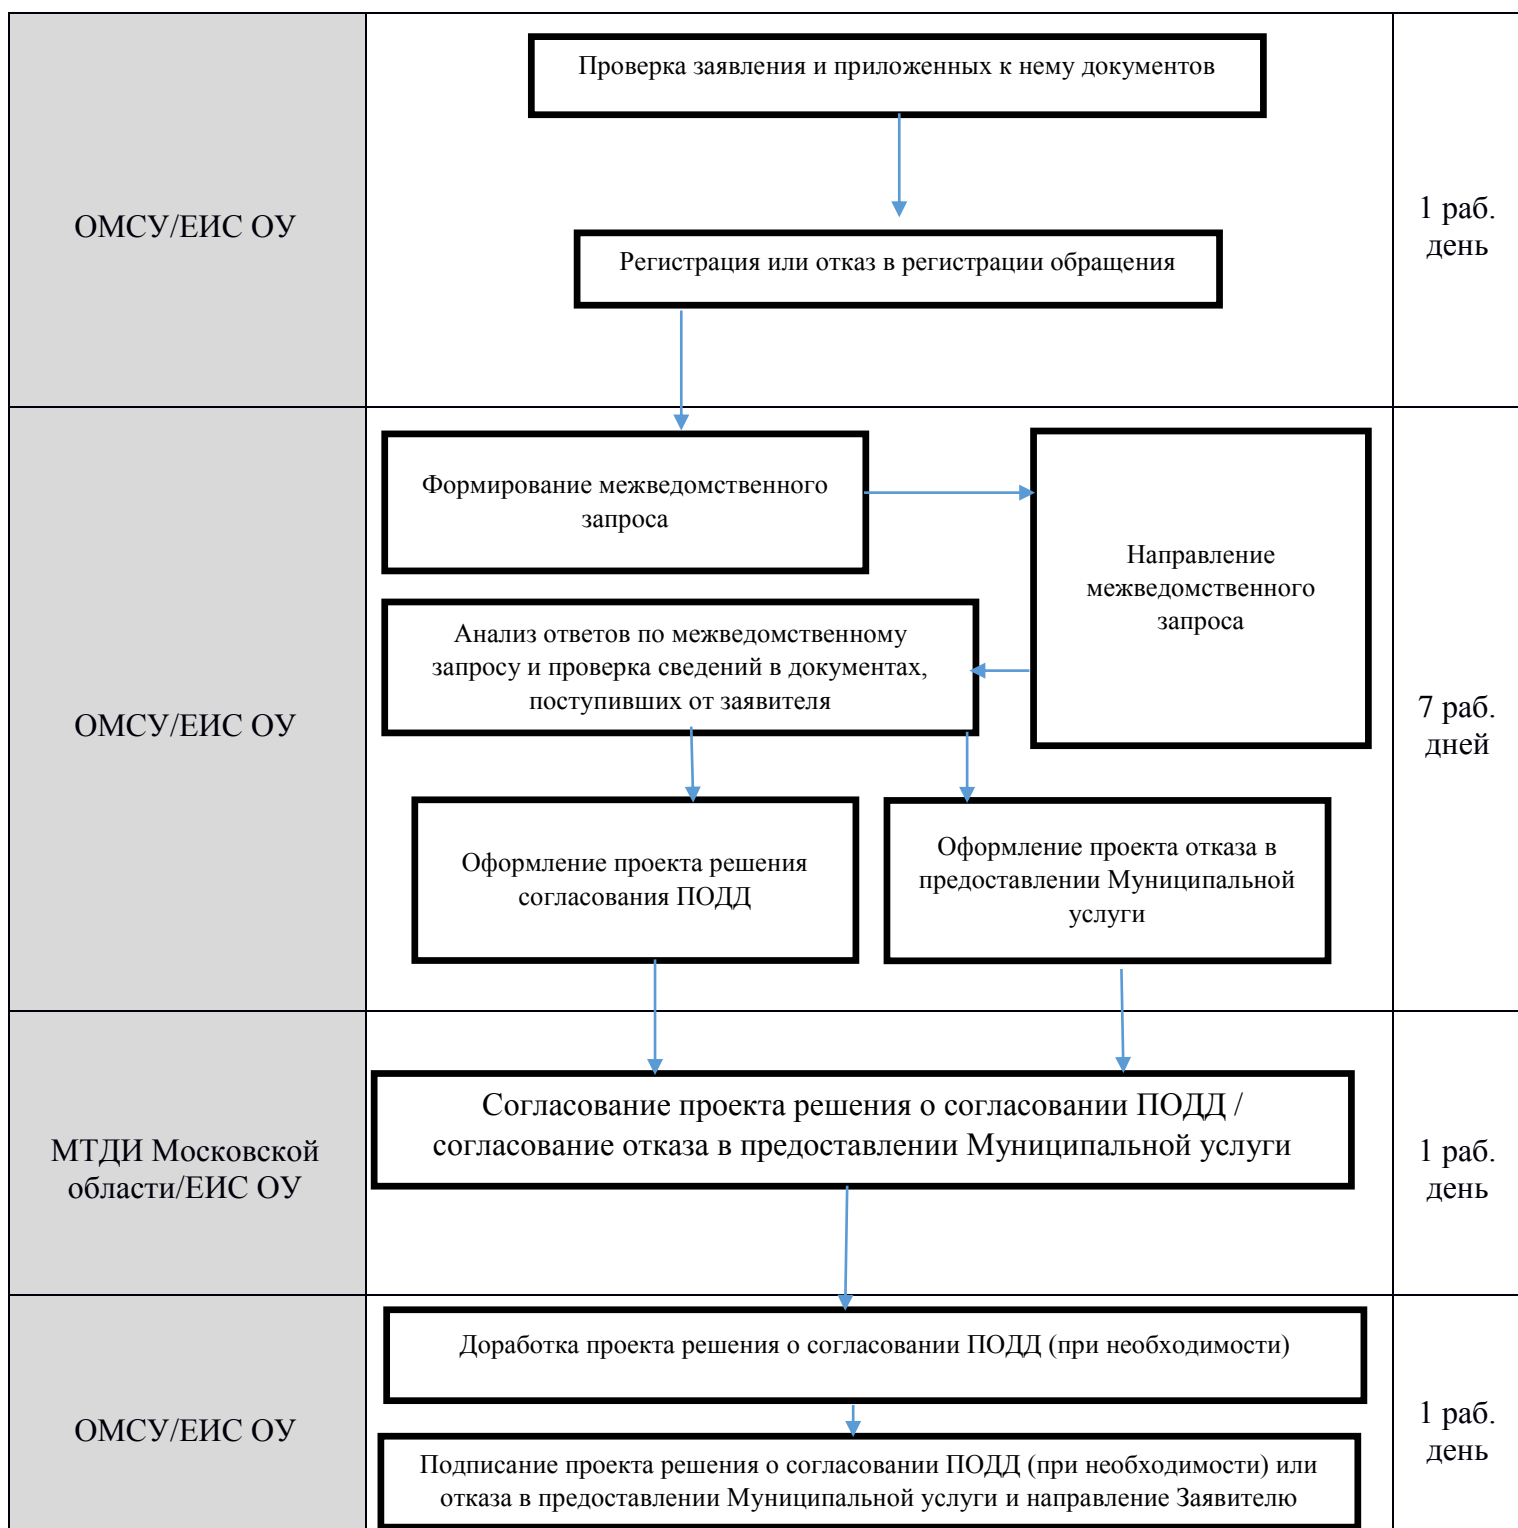 ОМСУ/ЕИС ОУ
Проверка заявления и приложенных к нему документов
Регистрация или отказ в регистрации обращения
1 раб.
день
ОМСУ/ЕИС ОУ
Формирование межведомственного
запроса
Направление
межведомственного
запроса
Анализ ответов по межведомственному
запросу и проверка сведений в документах,
поступивших от заявителя
Оформление проекта решения
согласования ПОДД
Оформление проекта отказа в
предоставлении Муниципальной
услуги
7 раб.
дней
МТДИ Московской
области/ЕИС ОУ
Согласование проекта решения о согласовании ПОДД /
согласование отказа в предоставлении Муниципальной услуги
1 раб.
день
ОМСУ/ЕИС ОУ
Доработка проекта решения о согласовании ПОДД (при необходимости)
Подписание проекта решения о согласовании ПОДД (при необходимости) или
отказа в предоставлении Муниципальной услуги и направление Заявителю
1 раб.
день